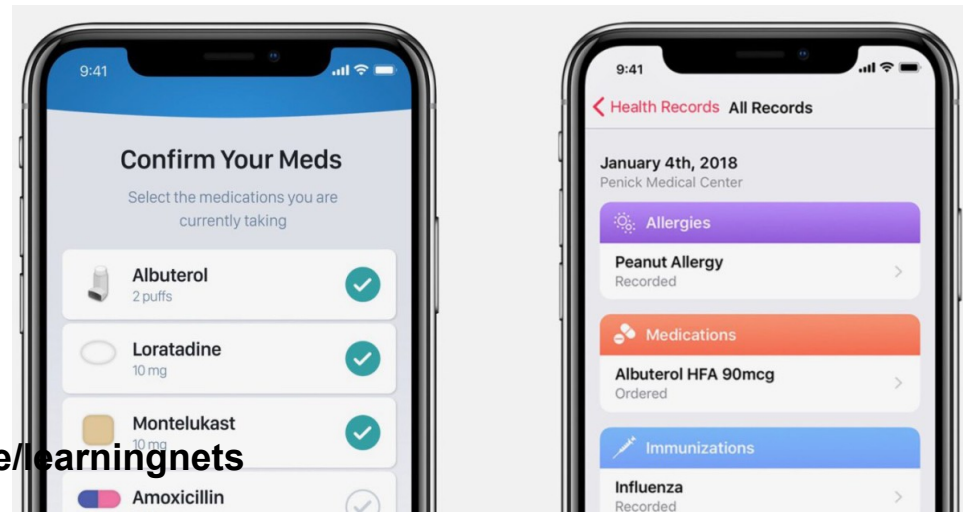 9:41
Confirm Your Meds
Select the medications you are
currently taking
Albuterol
2 puffs
Loratadine
10 mg
Montelukast
10 mg
e/learningnets
Amoxicillin
9:41
Health Records All Records
January 4th, 2018
Penick Medical Center
Allergies
Peanut Allergy
Recorded
Medications
Albuterol HFA 90mcg
Ordered
Immunizations
Influenza
Recorded